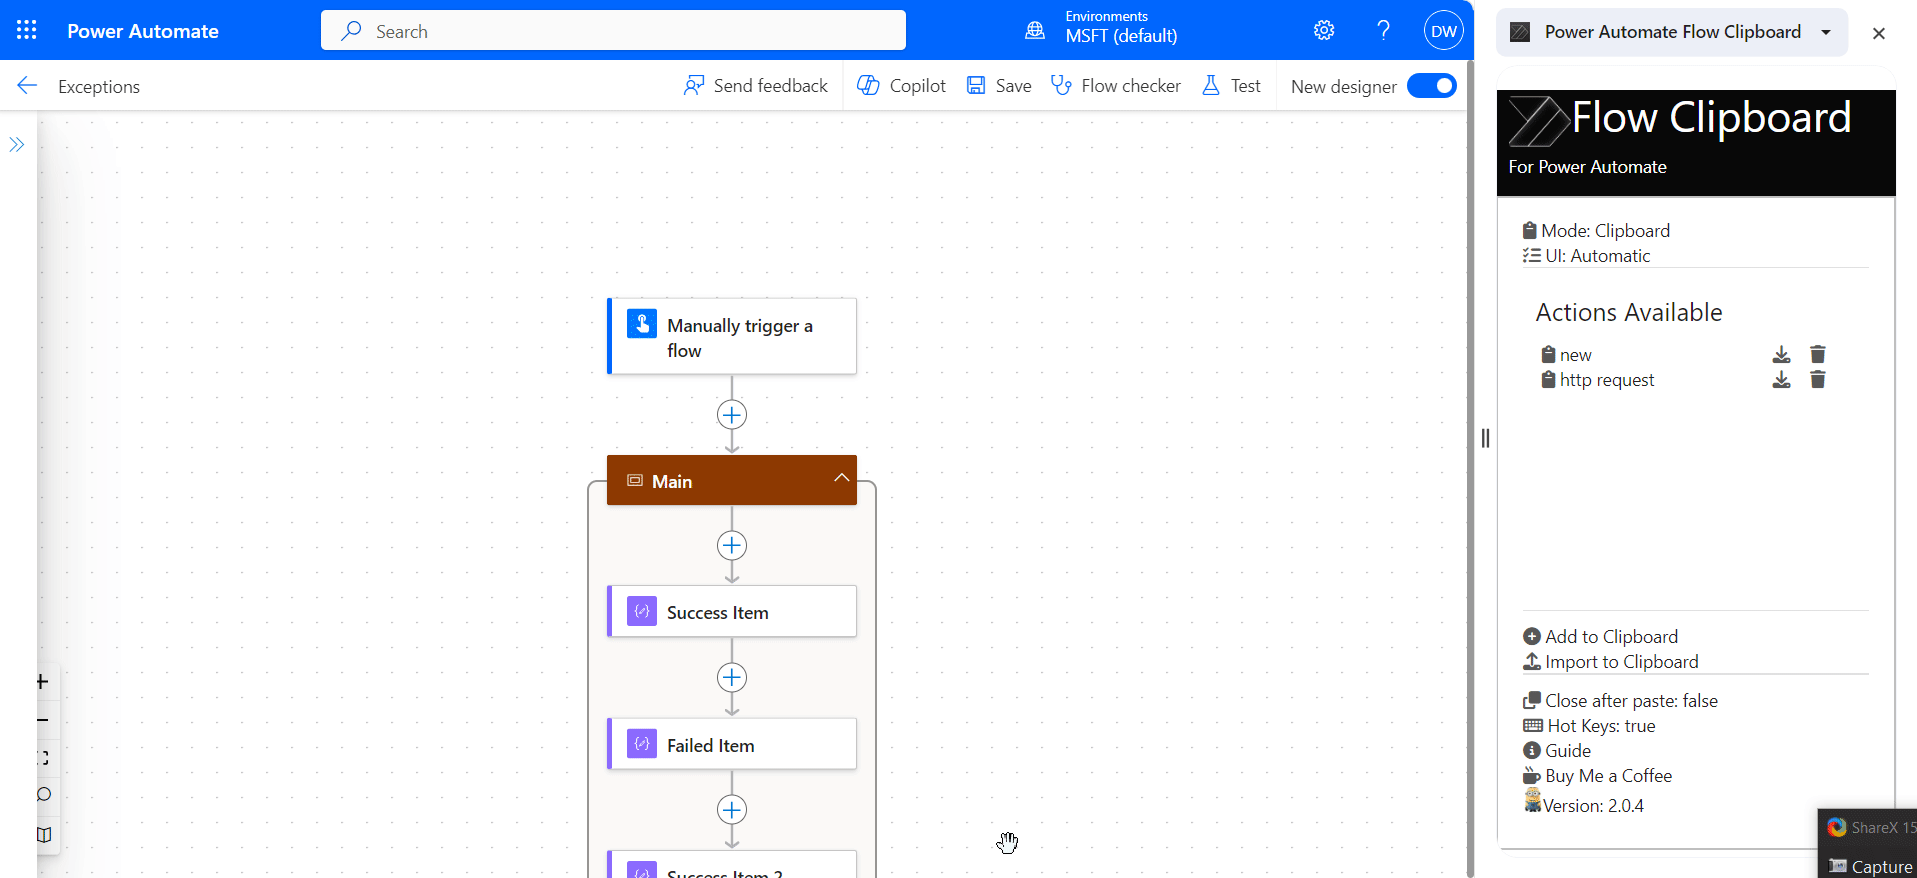 Power Automate
Search
Environments
MSFT (default)
DW
Exceptions
Send feedback
Copilot
Save
Flow checker
Test
New designer
Manually trigger a
flow
Main
Success Item
Failed Item
Success Item 2
Power Automate Flow Clipboard
Flow Clipboard
For Power Automate
Mode: Clipboard
UI: Automatic
Actions Available
new
http request
Add to Clipboard
Import to Clipboard
Close after paste: false
Hot Keys: true
Guide
Buy Me a Coffee
Version: 2.0.4
ShareX 15
Capture